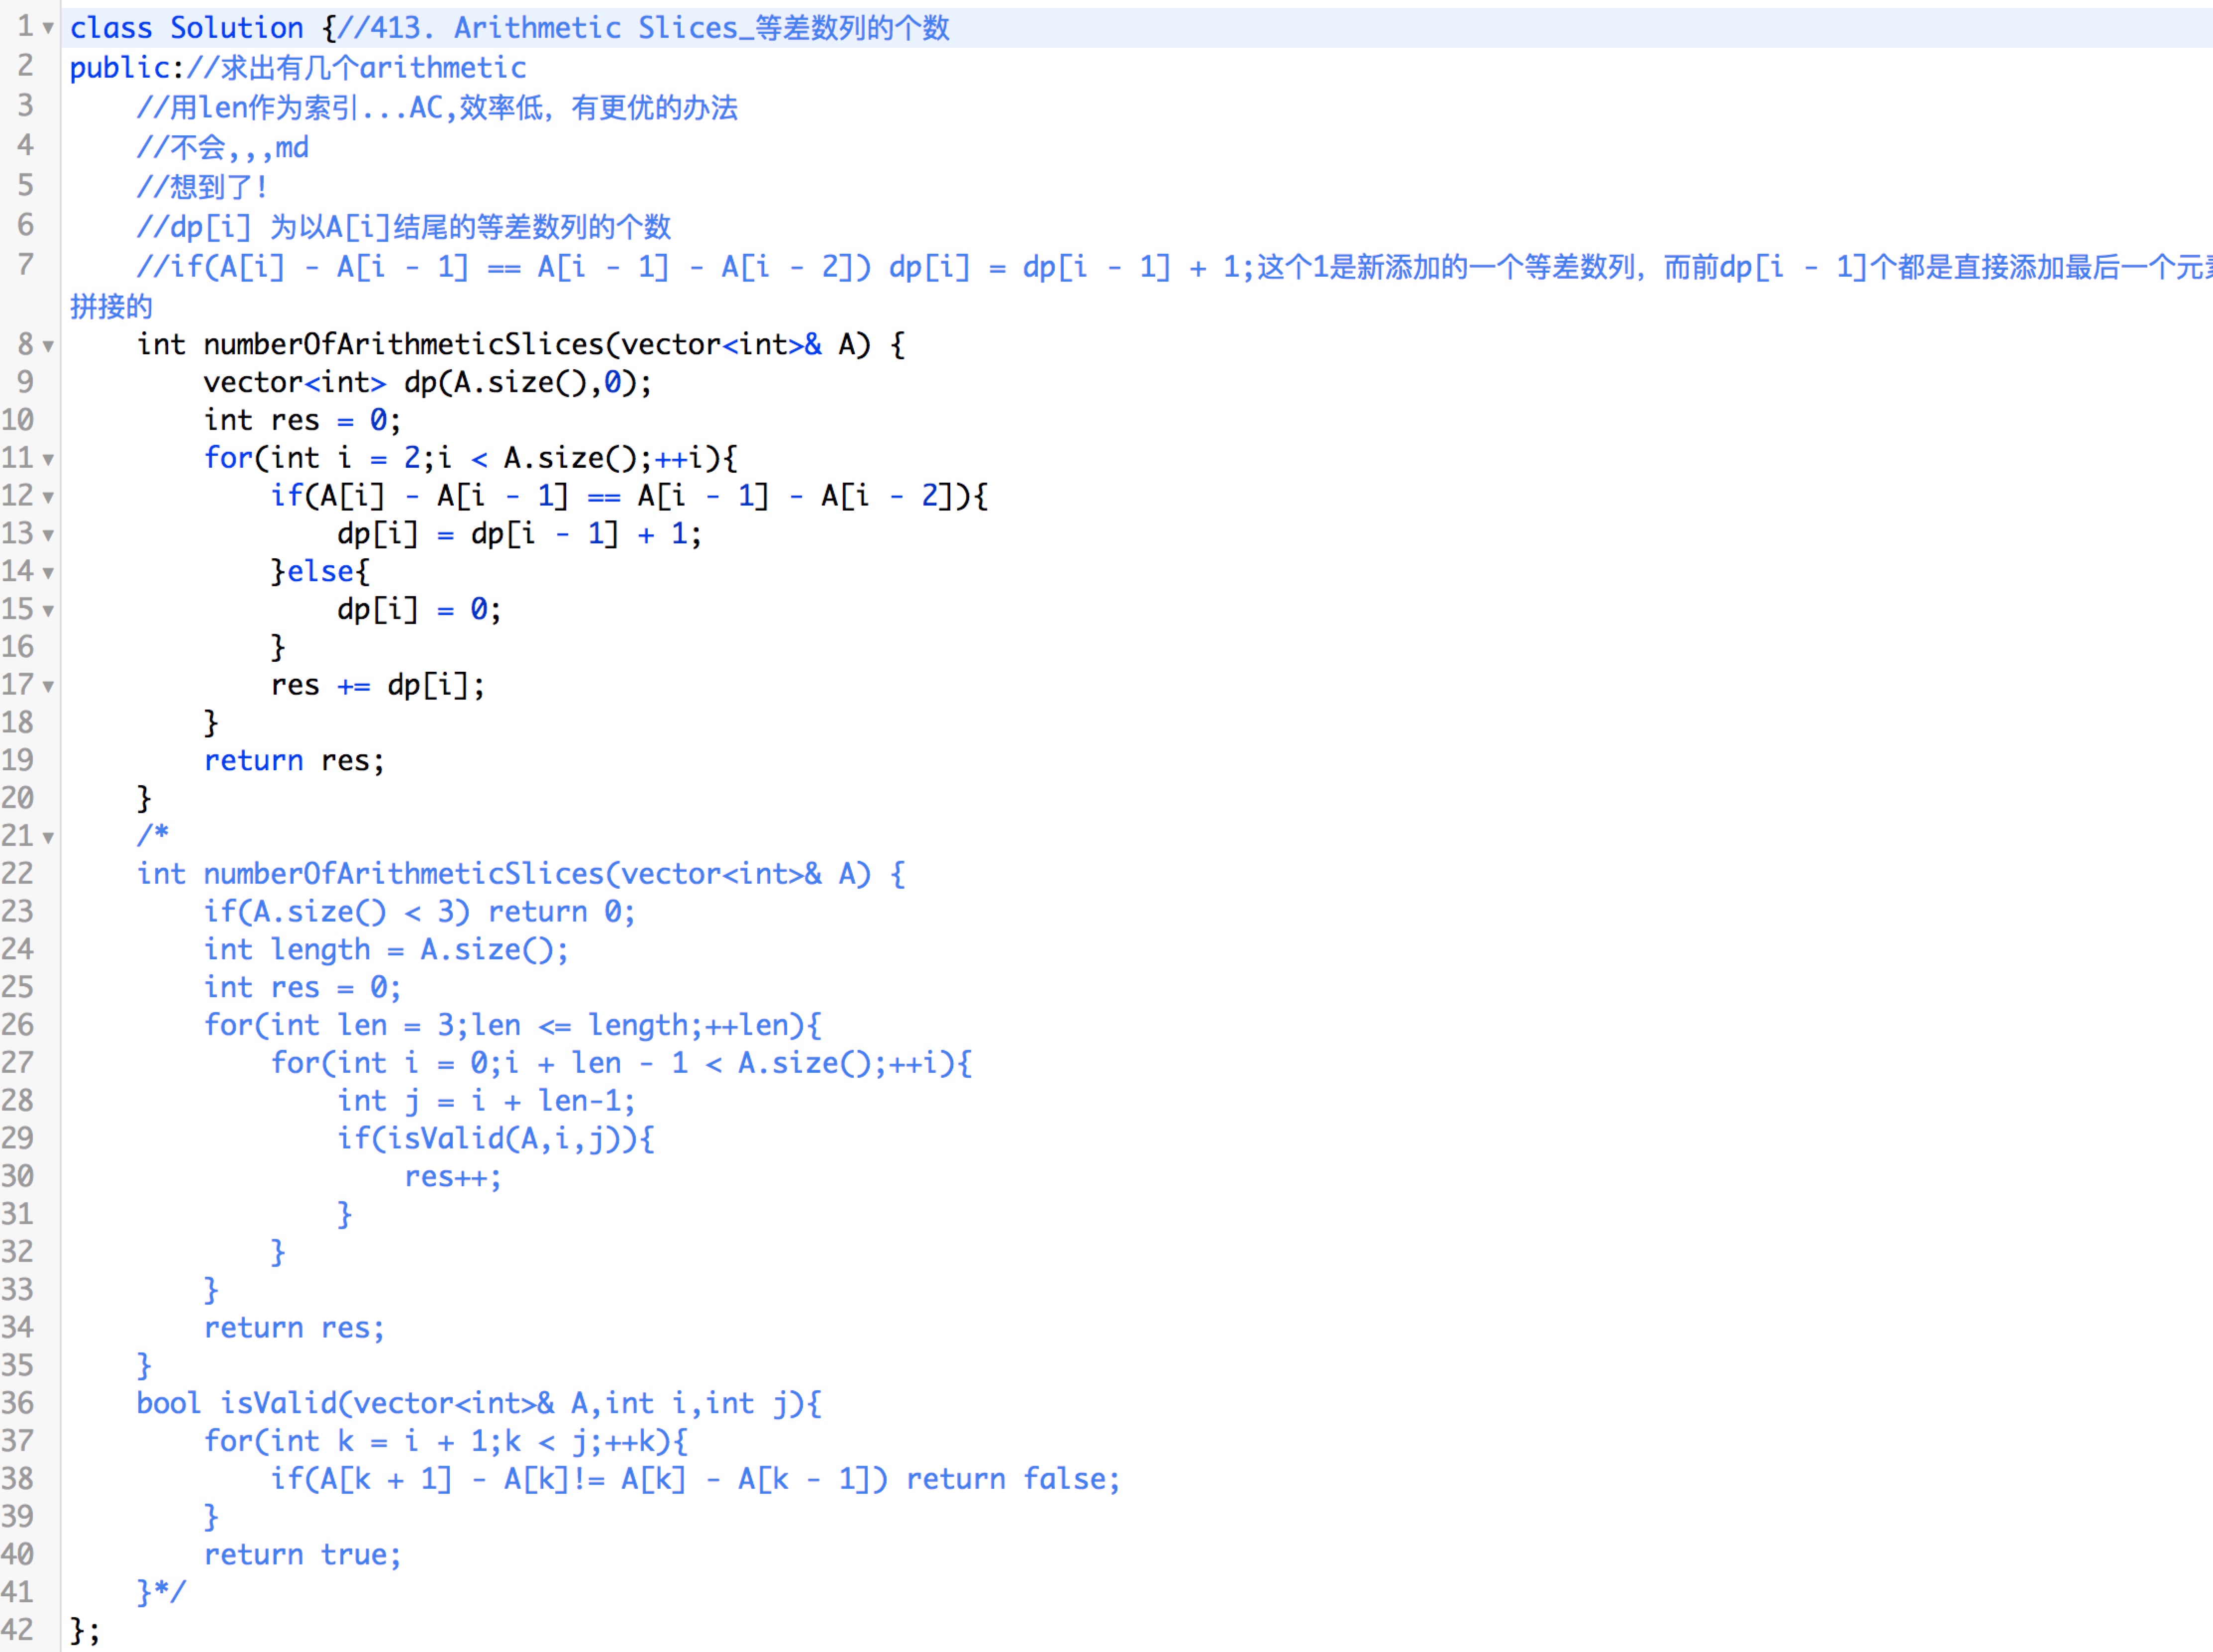 1 class Solution {//413. Arithmetic Slices_等差数列的个数
2 public://求出有几个arithmetic
3     //用len作为索引...AC,效率低，有更优的办法
4     //不会,,,md
5     //想到了!
6     //dp[i] 为以A[i]结尾的等差数列的个数
7     //if(A[i] - A[i - 1] == A[i - 1] - A[i - 2]) dp[i] = dp[i - 1] + 1;这个1是新添加的一个等差数列，而前dp[i - 1]个都是直接添加最后一个元素
拼接的
8     int numberOfArithmeticSlices(vector<int>& A) {
9         vector<int> dp(A.size(),0);
10         int res = 0;
11         for(int i = 2;i < A.size();++i){
12             if(A[i] - A[i - 1] == A[i - 1] - A[i - 2]){
13                 dp[i] = dp[i - 1] + 1;
14             }else{
15                 dp[i] = 0;
16             }
17             res += dp[i];
18         }
19         return res;
20     }
21     /*
22     int numberOfArithmeticSlices(vector<int>& A) {
23         if(A.size() < 3) return 0;
24         int length = A.size();
25         int res = 0;
26         for(int len = 3;len <= length;++len){
27             for(int i = 0;i + len - 1 < A.size();++i){
28                 int j = i + len-1;
29                 if(isValid(A,i,j)){
30                     res++;
31                 }
32             }
33         }
34         return res;
35     }
36     bool isValid(vector<int>& A,int i,int j){
37         for(int k = i + 1;k < j;++k){
38             if(A[k + 1] - A[k]!= A[k] - A[k - 1]) return false;
39         }
40         return true;
41     }*/
42 };